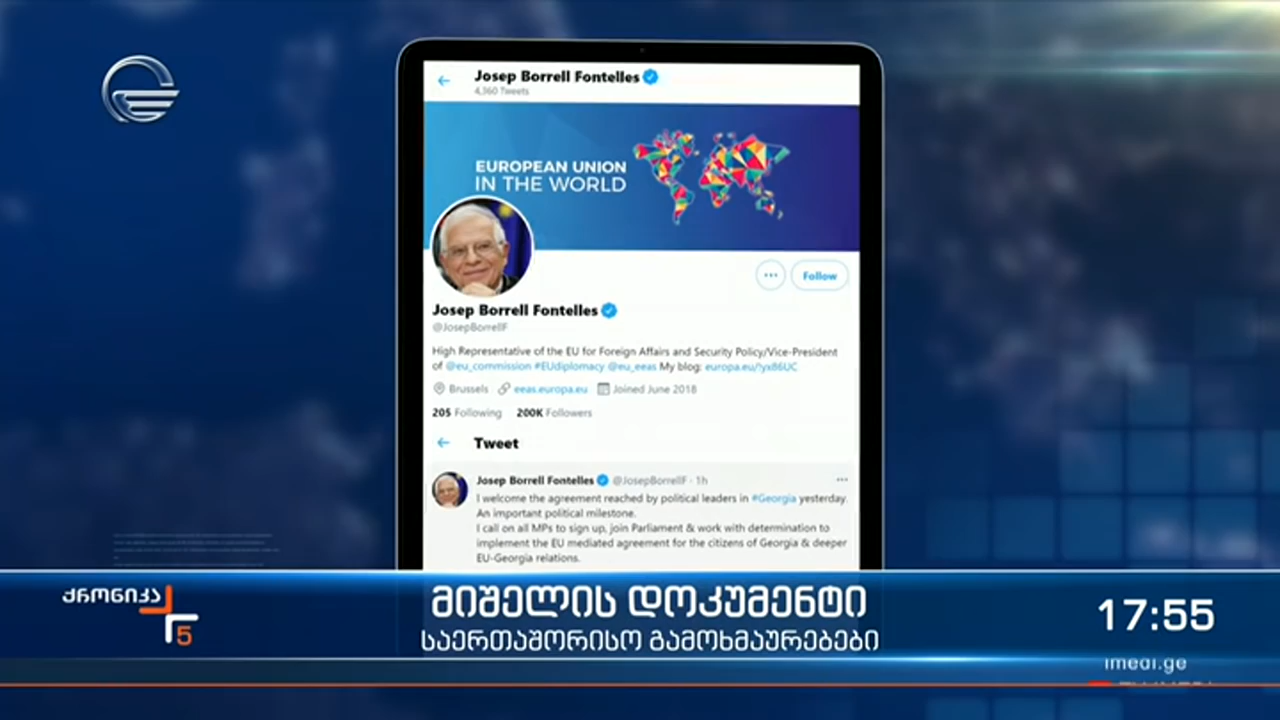 Josep Borrell Fontelles
4,360 Tweets
EUROPEAN UNION
IN THE WORLD
Follow
Josep Borrell Fontelles
@JosepBorrellF
High Representative of the EU for Foreign Affairs and Security Policy/Vice-President
of @eu_commission #EUdiplomacy @eu_eeas My blog: europa.eu/!yx86UC
Brussels eeas.europa.eu Joined June 2018
205 Following 200K Followers
Tweet
Josep Borrell Fontelles @JosepBorrellF · 1h
I welcome the agreement reached by political leaders in #Georgia yesterday.
An important political milestone.
I call on all MPs to sign up, join Parliament & work with determination to
implement the EU mediated agreement for the citizens of Georgia & deeper
EU-Georgia relations.
ქრონიკა
5
მიშელის დოკუმენტი
საერთაშორისო გამოხმაურებები
17:55
imedi.ge